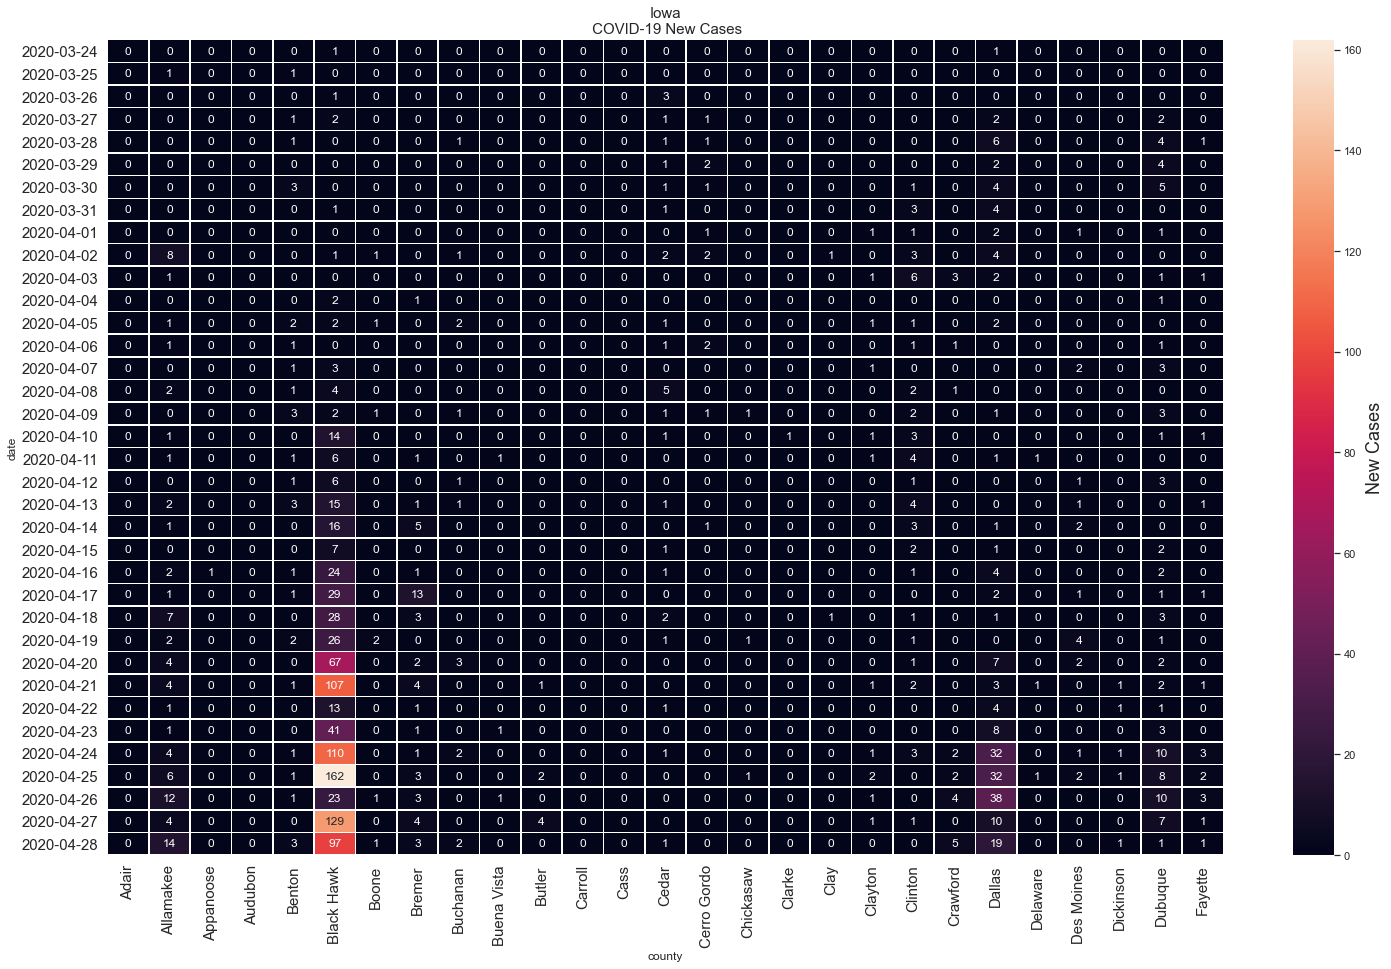 Iowa
COVID-19 New Cases
2020-03-24 0 0 0 0 0 1 0 0 0 0 0 0 0 0 0 0 0 0 0 0 0 1 0 0 0 0 0
2020-03-25 0 1 0 0 1 0 0 0 0 0 0 0 0 0 0 0 0 0 0 0 0 0 0 0 0 0 0
2020-03-26 0 0 0 0 0 1 0 0 0 0 0 0 0 3 0 0 0 0 0 0 0 0 0 0 0 0 0
2020-03-27 0 0 0 0 1 2 0 0 0 0 0 0 0 1 1 0 0 0 0 0 0 2 0 0 0 2 0
2020-03-28 0 0 0 0 1 0 0 0 1 0 0 0 0 1 1 0 0 0 0 0 0 6 0 0 0 4 1
2020-03-29 0 0 0 0 0 0 0 0 0 0 0 0 0 1 2 0 0 0 0 0 0 2 0 0 0 4 0
2020-03-30 0 0 0 0 3 0 0 0 0 0 0 0 0 1 1 0 0 0 0 1 0 4 0 0 0 5 0
2020-03-31 0 0 0 0 0 1 0 0 0 0 0 0 0 1 0 0 0 0 0 3 0 4 0 0 0 0 0
2020-04-01 0 0 0 0 0 0 0 0 0 0 0 0 0 0 1 0 0 0 1 1 0 2 0 1 0 1 0
2020-04-02 0 8 0 0 0 1 1 0 1 0 0 0 0 2 2 0 0 1 0 3 0 4 0 0 0 0 0
2020-04-03 0 1 0 0 0 0 0 0 0 0 0 0 0 0 0 0 0 0 1 6 3 2 0 0 0 1 1
2020-04-04 0 0 0 0 0 2 0 1 0 0 0 0 0 0 0 0 0 0 0 0 0 0 0 0 0 1 0
2020-04-05 0 1 0 0 2 2 1 0 2 0 0 0 0 1 0 0 0 0 1 1 0 2 0 0 0 0 0
2020-04-06 0 1 0 0 1 0 0 0 0 0 0 0 0 1 2 0 0 0 0 1 1 0 0 0 0 1 0
2020-04-07 0 0 0 0 1 3 0 0 0 0 0 0 0 0 0 0 0 0 1 0 0 0 0 2 0 3 0
2020-04-08 0 2 0 0 1 4 0 0 0 0 0 0 0 5 0 0 0 0 0 2 1 0 0 0 0 0 0
2020-04-09 0 0 0 0 3 2 1 0 1 0 0 0 0 1 1 1 0 0 0 2 0 1 0 0 0 3 0
2020-04-10 0 1 0 0 0 14 0 0 0 0 0 0 0 1 0 0 1 0 1 3 0 0 0 0 0 1 1
2020-04-11 0 1 0 0 1 6 0 1 0 1 0 0 0 0 0 0 0 0 1 4 0 1 1 0 0 0 0
2020-04-12 0 0 0 0 1 6 0 0 1 0 0 0 0 0 0 0 0 0 0 1 0 0 0 1 0 3 0
2020-04-13 0 2 0 0 3 15 0 1 1 0 0 0 0 1 0 0 0 0 0 4 0 0 0 1 0 0 1
2020-04-14 0 1 0 0 0 16 0 5 0 0 0 0 0 0 1 0 0 0 0 3 0 1 0 2 0 0 0
2020-04-15 0 0 0 0 0 7 0 0 0 0 0 0 0 1 0 0 0 0 0 2 0 1 0 0 0 2 0
2020-04-16 0 2 1 0 1 24 0 1 0 0 0 0 0 1 0 0 0 0 0 1 0 4 0 0 0 2 0
2020-04-17 0 1 0 0 1 29 0 13 0 0 0 0 0 0 0 0 0 0 0 0 0 2 0 1 0 1 1
2020-04-18 0 7 0 0 0 28 0 3 0 0 0 0 0 2 0 0 0 1 0 1 0 1 0 0 0 3 0
2020-04-19 0 2 0 0 2 26 2 0 0 0 0 0 0 1 0 1 0 0 0 1 0 0 0 4 0 1 0
2020-04-20 0 4 0 0 0 67 0 2 3 0 0 0 0 0 0 0 0 0 0 1 0 7 0 2 0 2 0
2020-04-21 0 4 0 0 1 107 0 4 0 0 1 0 0 0 0 0 0 0 1 2 0 3 1 0 1 2 1
2020-04-22 0 1 0 0 0 13 0 1 0 0 0 0 0 1 0 0 0 0 0 0 0 4 0 0 1 1 0
2020-04-23 0 1 0 0 0 41 0 1 0 1 0 0 0 0 0 0 0 0 0 0 0 8 0 0 0 3 0
2020-04-24 0 4 0 0 1 110 0 1 2 0 0 0 0 1 0 0 0 0 1 3 2 32 0 1 1 10 3
2020-04-25 0 6 0 0 1 162 0 3 0 0 2 0 0 0 0 1 0 0 2 0 2 32 1 2 1 8 2
2020-04-26 0 12 0 0 1 23 1 3 0 1 0 0 0 0 0 0 0 0 1 0 4 38 0 0 0 10 3
2020-04-27 0 4 0 0 0 129 0 4 0 0 4 0 0 0 0 0 0 0 1 1 0 10 0 0 0 7 1
2020-04-28 0 14 0 0 3 97 1 3 2 0 0 0 0 1 0 0 0 0 0 0 5 19 0 0 1 1 1
date
Adair Allamakee Appanoose Audubon Benton Black Hawk Boone Bremer Buchanan Buena Vista Butler Carroll Cass Cedar Cerro Gordo Chickasaw Clarke Clay Clayton Clinton Crawford Dallas Delaware Des Moines Dickinson Dubuque Fayette
county
160
140
120
100
80
60
40
20
0
New Cases